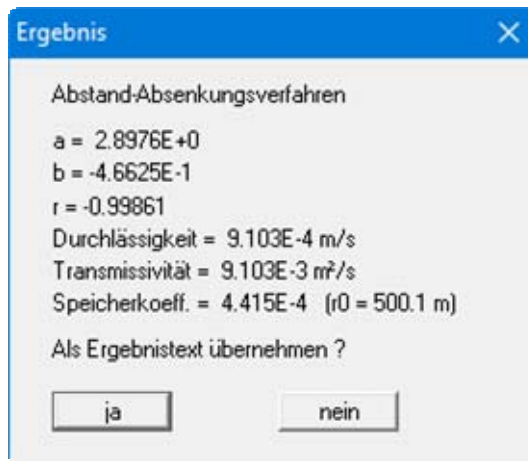 Ergebnis
Abstand-Absenkungsverfahren
a = 2.8976E+0
b = -4.6625E-1
r = -0.99861
Durchlässigkeit = 9.103E-4 m/s
Transmissivität = 9.103E-3 m²/s
Speicherkoeff. = 4.415E-4 (r0 = 500.1 m)
Als Ergebnistext übernehmen ?
ja nein